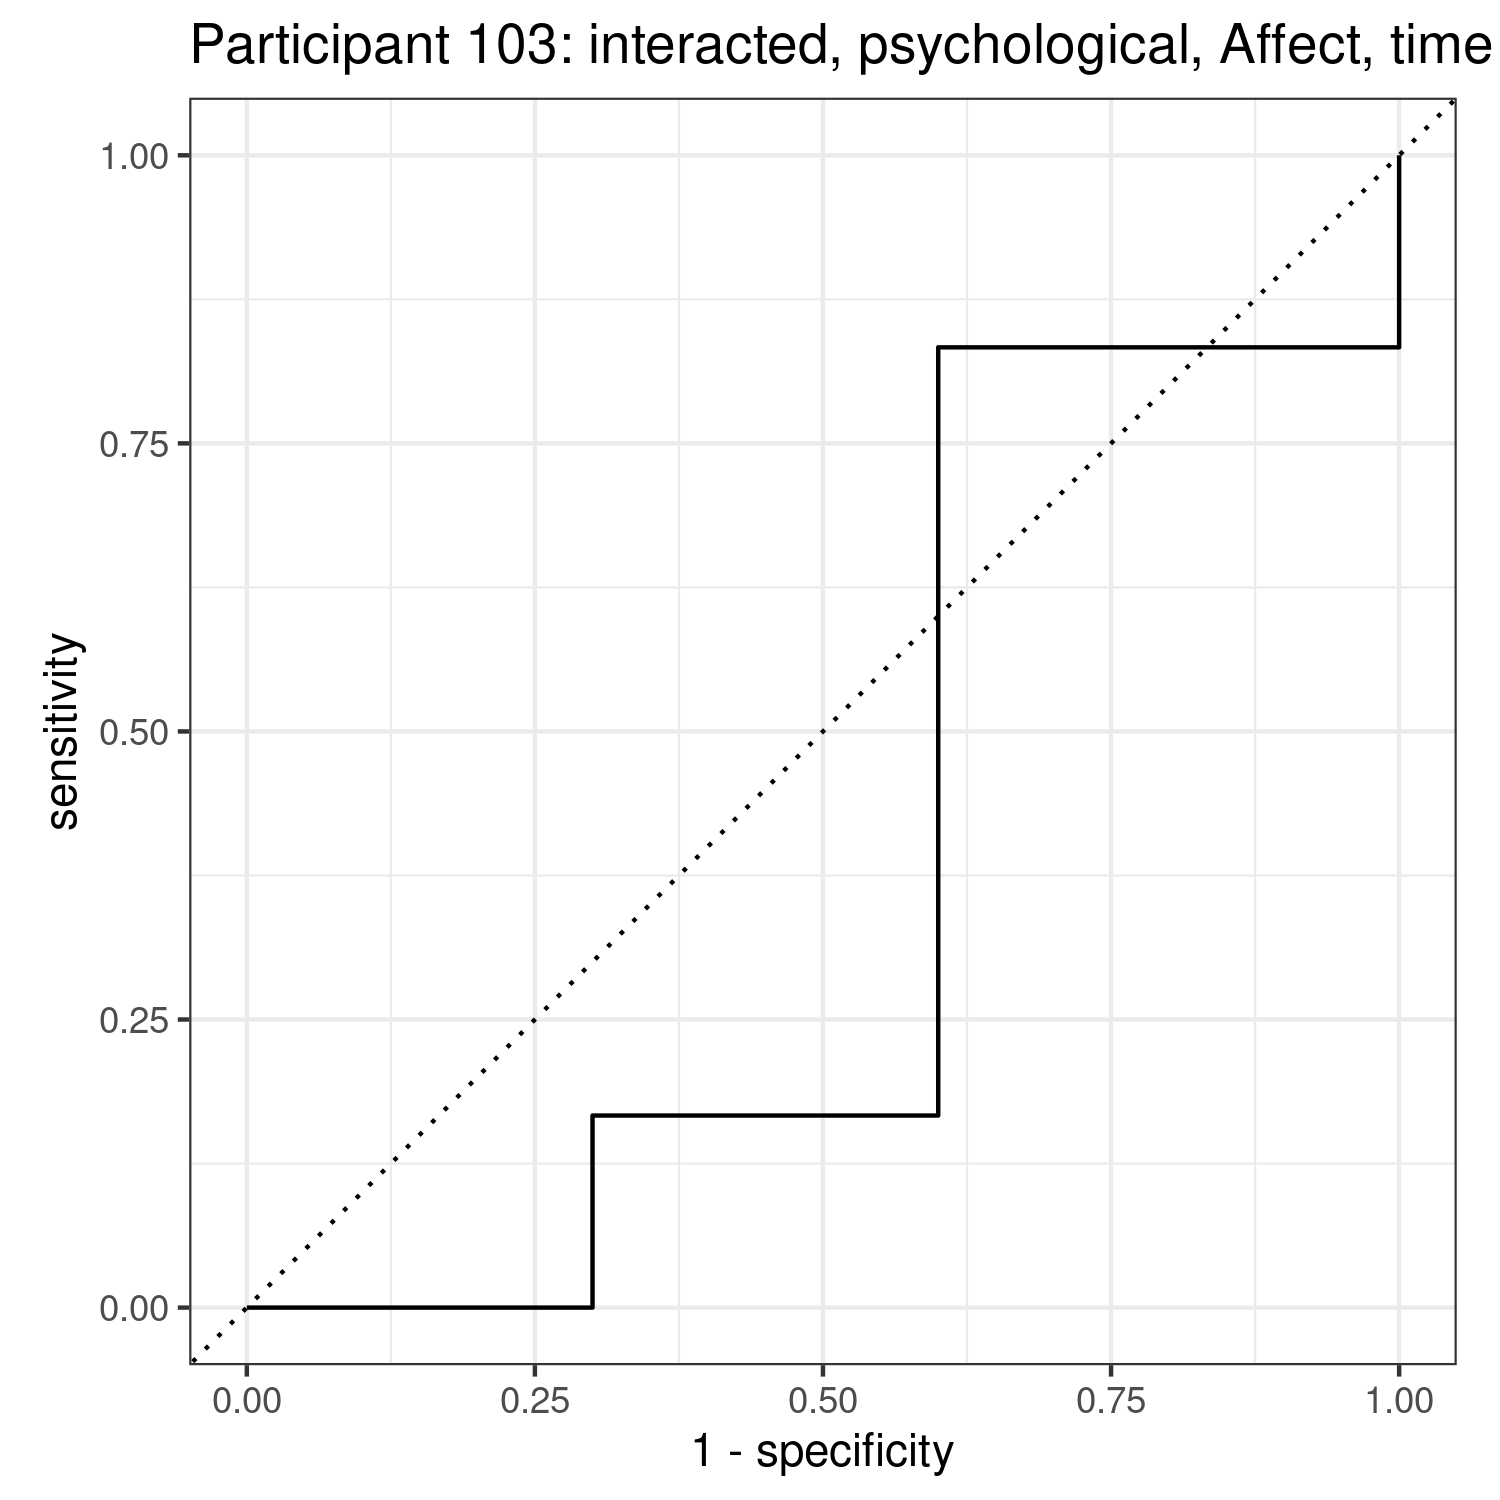 Participant 103: interacted, psychological, Affect, time
1.00
0.75
0.50
0.25
0.00
sensitivity
0.00 0.25 0.50 0.75 1.00
1 - specificity